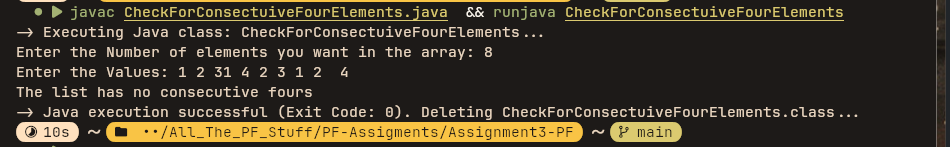 javac CheckForConsectuiveFourElements.java && runjava CheckForConsectuiveFourElements
—> Executing Java class: CheckForConsectuiveFourElements...
Enter the Number of elements you want in the array: 8
Enter the Values: 1 2 31 4 2 3 1 2  4
The list has no consecutive fours
—> Java execution successful (Exit Code: 0). Deleting CheckForConsectuiveFourElements.class...
10s ~ ··/All_The_PF_Stuff/PF-Assigments/Assignment3-PF ~ main